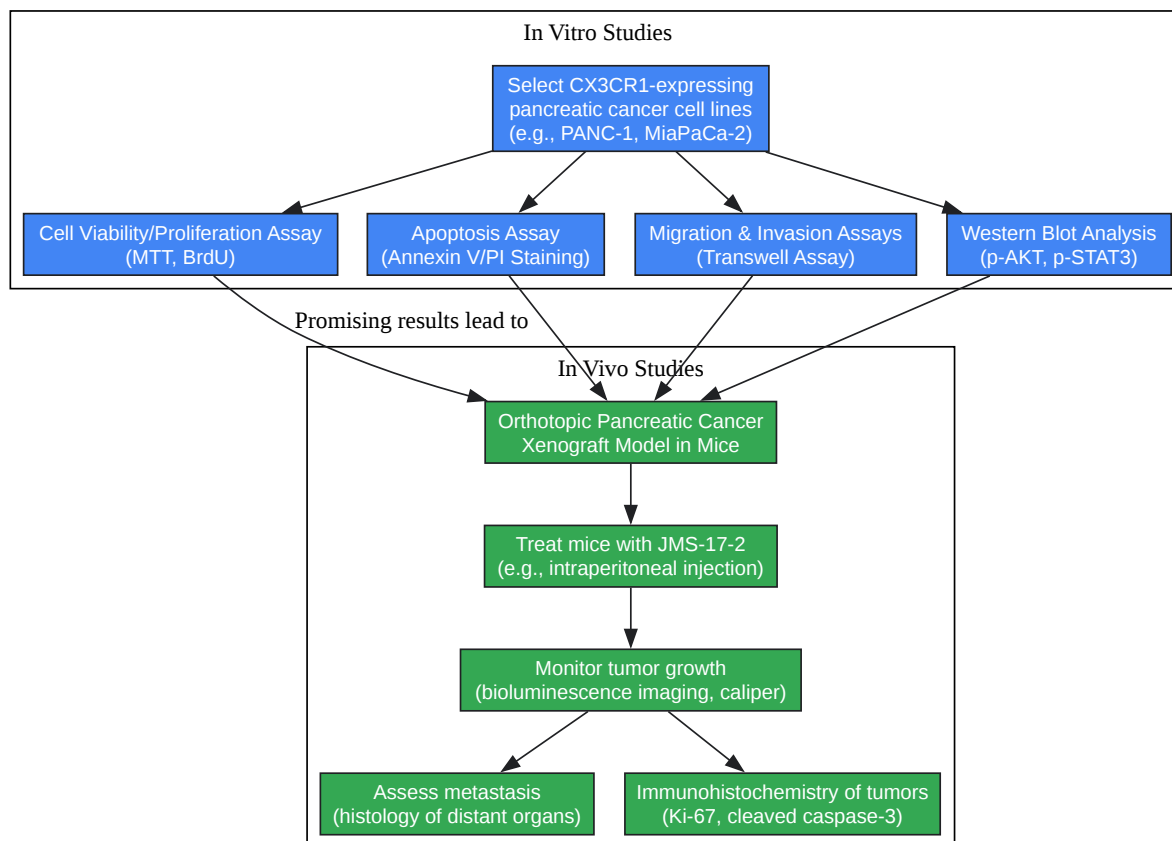 In Vitro Studies
Select CX3CR1-expressing
pancreatic cancer cell lines
(e.g., PANC-1, MiaPaCa-2)
Cell Viability/Proliferation Assay
(MTT, BrdU)
Apoptosis Assay
(Annexin V/PI Staining)
Migration & Invasion Assays
(Transwell Assay)
Western Blot Analysis
(p-AKT, p-STAT3)
Promising results lead to
In Vivo Studies
Orthotopic Pancreatic Cancer
Xenograft Model in Mice
Treat mice with JMS-17-2
(e.g., intraperitoneal injection)
Monitor tumor growth
(bioluminescence imaging, caliper)
Assess metastasis
(histology of distant organs)
Immunohistochemistry of tumors
(Ki-67, cleaved caspase-3)